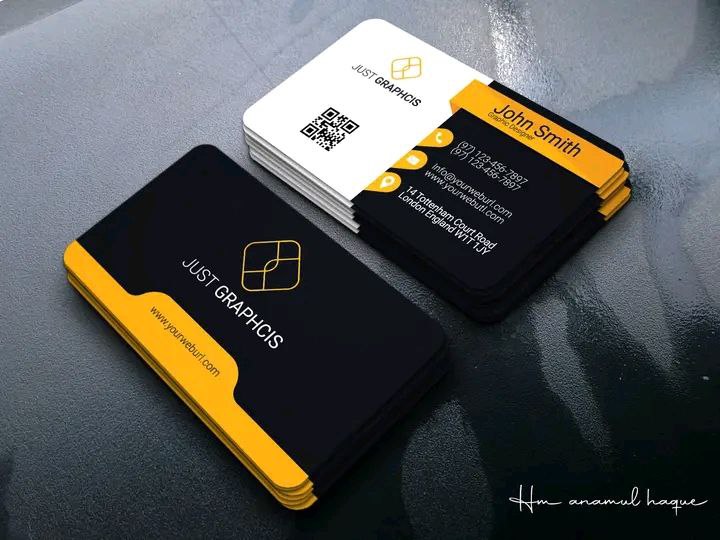 JUST GRAPHCIS
John Smith
Graphic Designer
(97) 123-456-7897
(97) 123-456-7897
info@yourweburl.com
www.yourwebutl.com
14 Tottenham Court Road
London England W1T 1JY
JUST GRAPHCIS
www.yourweburl.com
Hm anamul haque